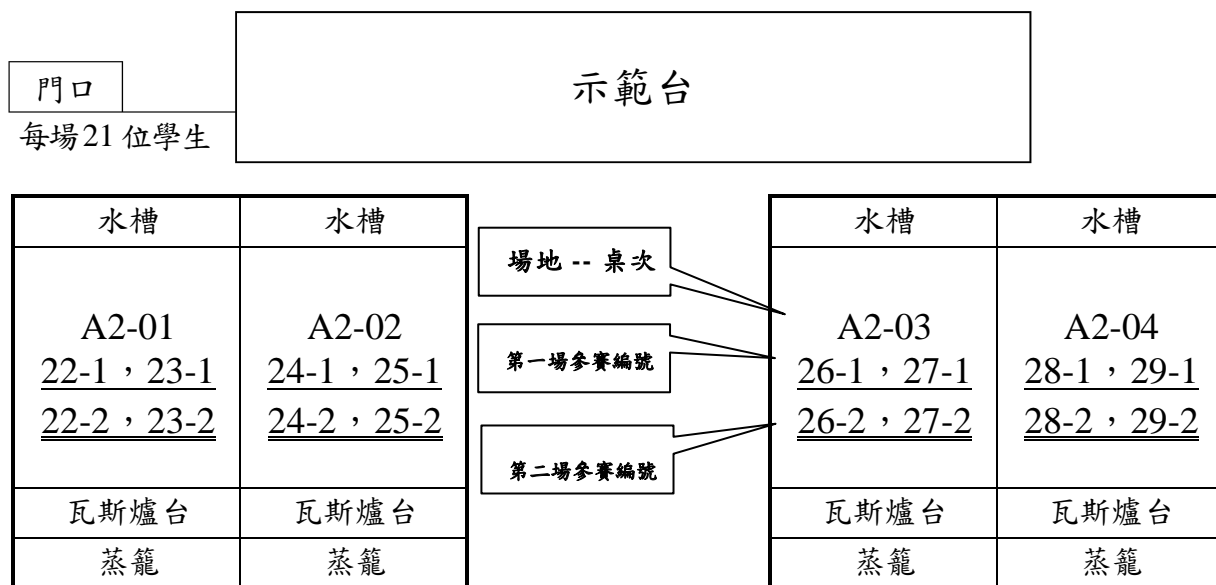 示範台
門口
每場21 位學生
水槽
水槽
A2-01
22-1，23-1
22-2，23-2
A2-02
24-1，25-1
24-2，25-2
瓦斯爐台
瓦斯爐台
蒸籠
蒸籠
場地 -- 桌次
第一場參賽編號
第二場參賽編號
水槽
水槽
A2-03
26-1，27-1
26-2，27-2
A2-04
28-1，29-1
28-2，29-2
瓦斯爐台
瓦斯爐台
蒸籠
蒸籠